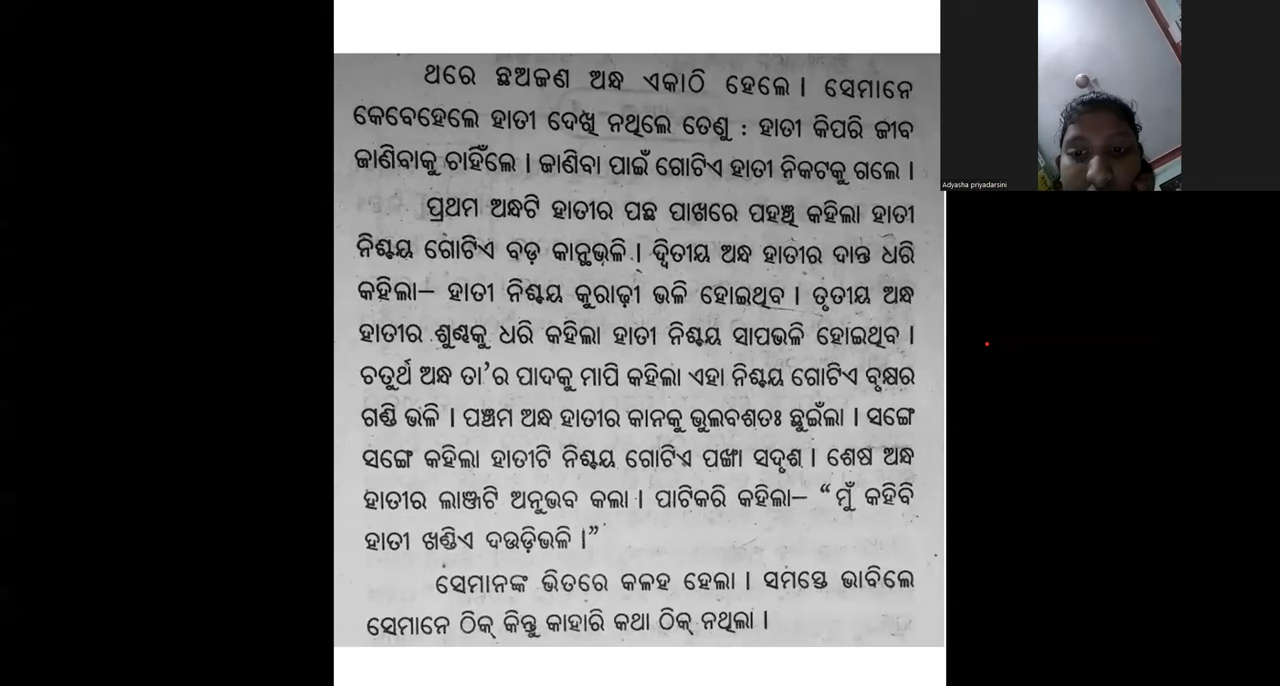 ଥରେ ଛଅଜଣ ଅନ୍ଧ ଏକାଠି ହେଲେ । ସେମାନେ
କେବେହେଲେ ହାତୀ ଦେଖି ନଥିଲେ ତେଣୁ : ହାତୀ କିପରି ଜୀବ
ଜାଣିବାକୁ ଚାହିଁଲେ । ଜାଣିବା ପାଇଁ ଗୋଟିଏ ହାତୀ ନିକଟକୁ ଗଲେ ।
ପ୍ରଥମ ଅନ୍ଧଟି ହାତୀର ପଛ ପାଖରେ ପହଞ୍ଚି କହିଲା ହାତୀ
ନିଶ୍ଚୟ ଗୋଟିଏ ବଡ଼ କାନ୍ଥଭଳି । ଦ୍ୱିତୀୟ ଅନ୍ଧ ହାତୀର ଦାନ୍ତ ଧରି
କହିଲା– ହାତୀ ନିଶ୍ଚୟ କୁରାଢ଼ୀ ଭଳି ହୋଇଥିବ । ତୃତୀୟ ଅନ୍ଧ
ହାତୀର ଶୁଣ୍ଢକୁ ଧରି କହିଲା ହାତୀ ନିଶ୍ଚୟ ସାପଭଳି ହୋଇଥିବ ।
ଚତୁର୍ଥ ଅନ୍ଧ ତା'ର ପାଦକୁ ମାପି କହିଲା ଏହା ନିଶ୍ଚୟ ଗୋଟିଏ ବୃକ୍ଷର
ଗଣ୍ଡି ଭଳି । ପଞ୍ଚମ ଅନ୍ଧ ହାତୀର କାନକୁ ଭୁଲବଶତଃ ଛୁଇଁଲା । ସଙ୍ଗେ
ସଙ୍ଗେ କହିଲା ହାତୀଟି ନିଶ୍ଚୟ ଗୋଟିଏ ପଙ୍ଖା ସଦୃଶ । ଶେଷ ଅନ୍ଧ
ହାତୀର ଲାଞ୍ଜଟି ଅନୁଭବ କଲା । ପାଟିକରି କହିଲା– “ମୁଁ କହିବି
ହାତୀ ଖଣ୍ଡିଏ ଦଉଡ଼ିଭଳି ।”
ସେମାନଙ୍କ ଭିତରେ କଳହ ହେଲା । ସମସ୍ତେ ଭାବିଲେ
ସେମାନେ ଠିକ୍ କିନ୍ତୁ କାହାରି କଥା ଠିକ୍ ନଥିଲା ।
Adyasha priyadarsini